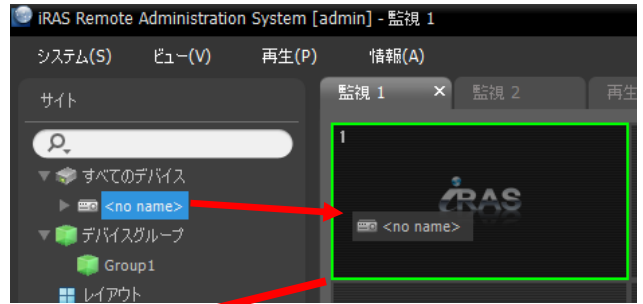 iRAS Remote Administration System [admin] - 監視 1
システム(S) ビュー(V) 再生(P) 情報(A)
サイト
監視 1 × 監視 2 再生
すべてのデバイス
<no name>
デバイスグループ
Group1
レイアウト
1
iRAS
<no name>